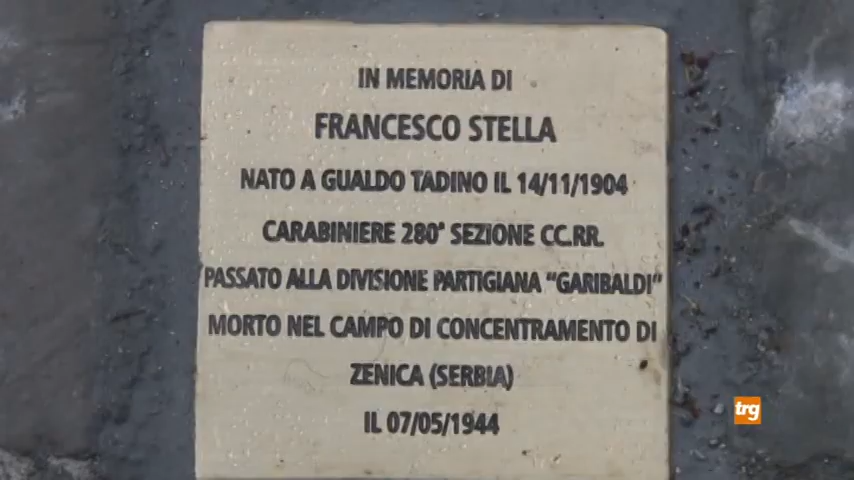 IN MEMORIA DI
FRANCESCO STELLA
NATO A GUALDO TADINO IL 14/11/1904
CARABINIERE 280ª SEZIONE CC.RR.
PASSATO ALLA DIVISIONE PARTIGIANA “GARIBALDI”
MORTO NEL CAMPO DI CONCENTRAMENTO DI
ZENICA (SERBIA)
IL 07/05/1944
trg